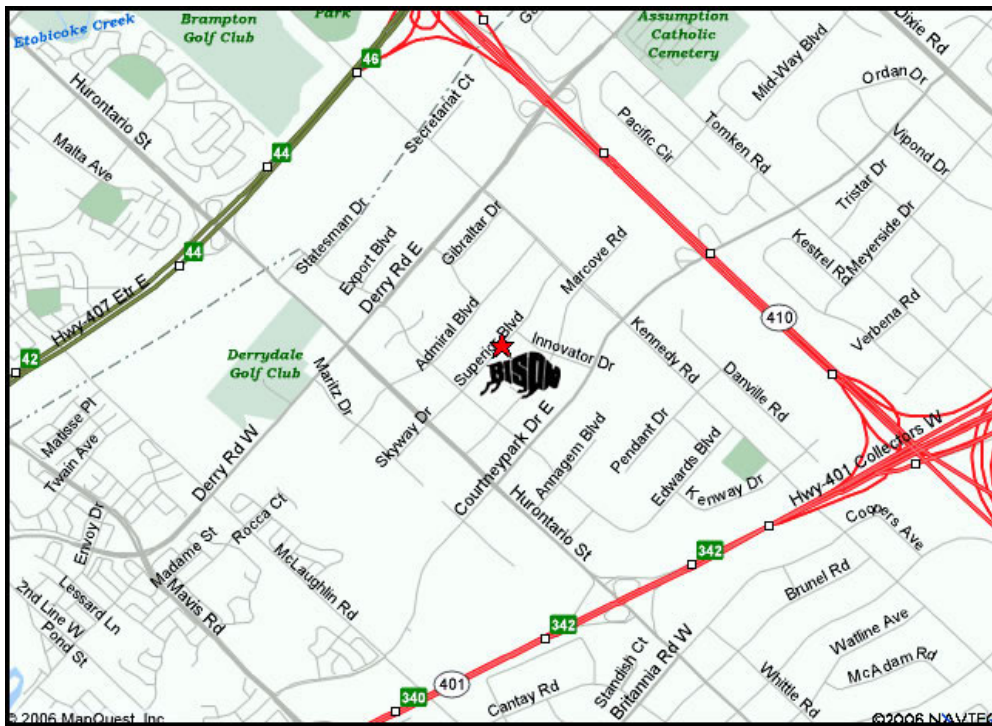 Etobicoke Creek
Brampton
Golf Club
Park
Assumption
Catholic
Cemetery
Dixie Rd
46
Mid-Way Blvd
Ordan Dr
Hurontario St
Secretariat Ct
Pacific Cir
Tomken Rd
Vipond Dr
Malta Ave
44
Tristar Dr
Statesman Dr
Gibraltar Dr
Meyerside Dr
44
Export Blvd
Derry Rd E
Marcove Rd
Kestrel Rd
Hwy-407 Etr E
Admiral Blvd
Superior Blvd
Innovator Dr
Kennedy Rd
410
Verbena Rd
42
Derrydale
Golf Club
BISON
Maritz Dr
Danville Rd
Matisse Pl
Twain Ave
Derry Rd W
Skyway Dr
Courtneypark Dr E
Annagem Blvd
Pendant Dr
Edwards Blvd
Kenway Dr
Hwy-401 Collectors W
Envoy Dr
Rocca Ct
Hurontario St
Coopers Ave
Madame St
McLaughlin Rd
342
Brunel Rd
Lessard Ln
2nd Line W
Pond St
Mavis Rd
342
Watline Ave
McAdam Rd
Standish Ct
Britannia Rd W
Whittle Rd
401
340
Cantay Rd
© 2006 MapQuest, Inc.
©2006 NAVTEQ